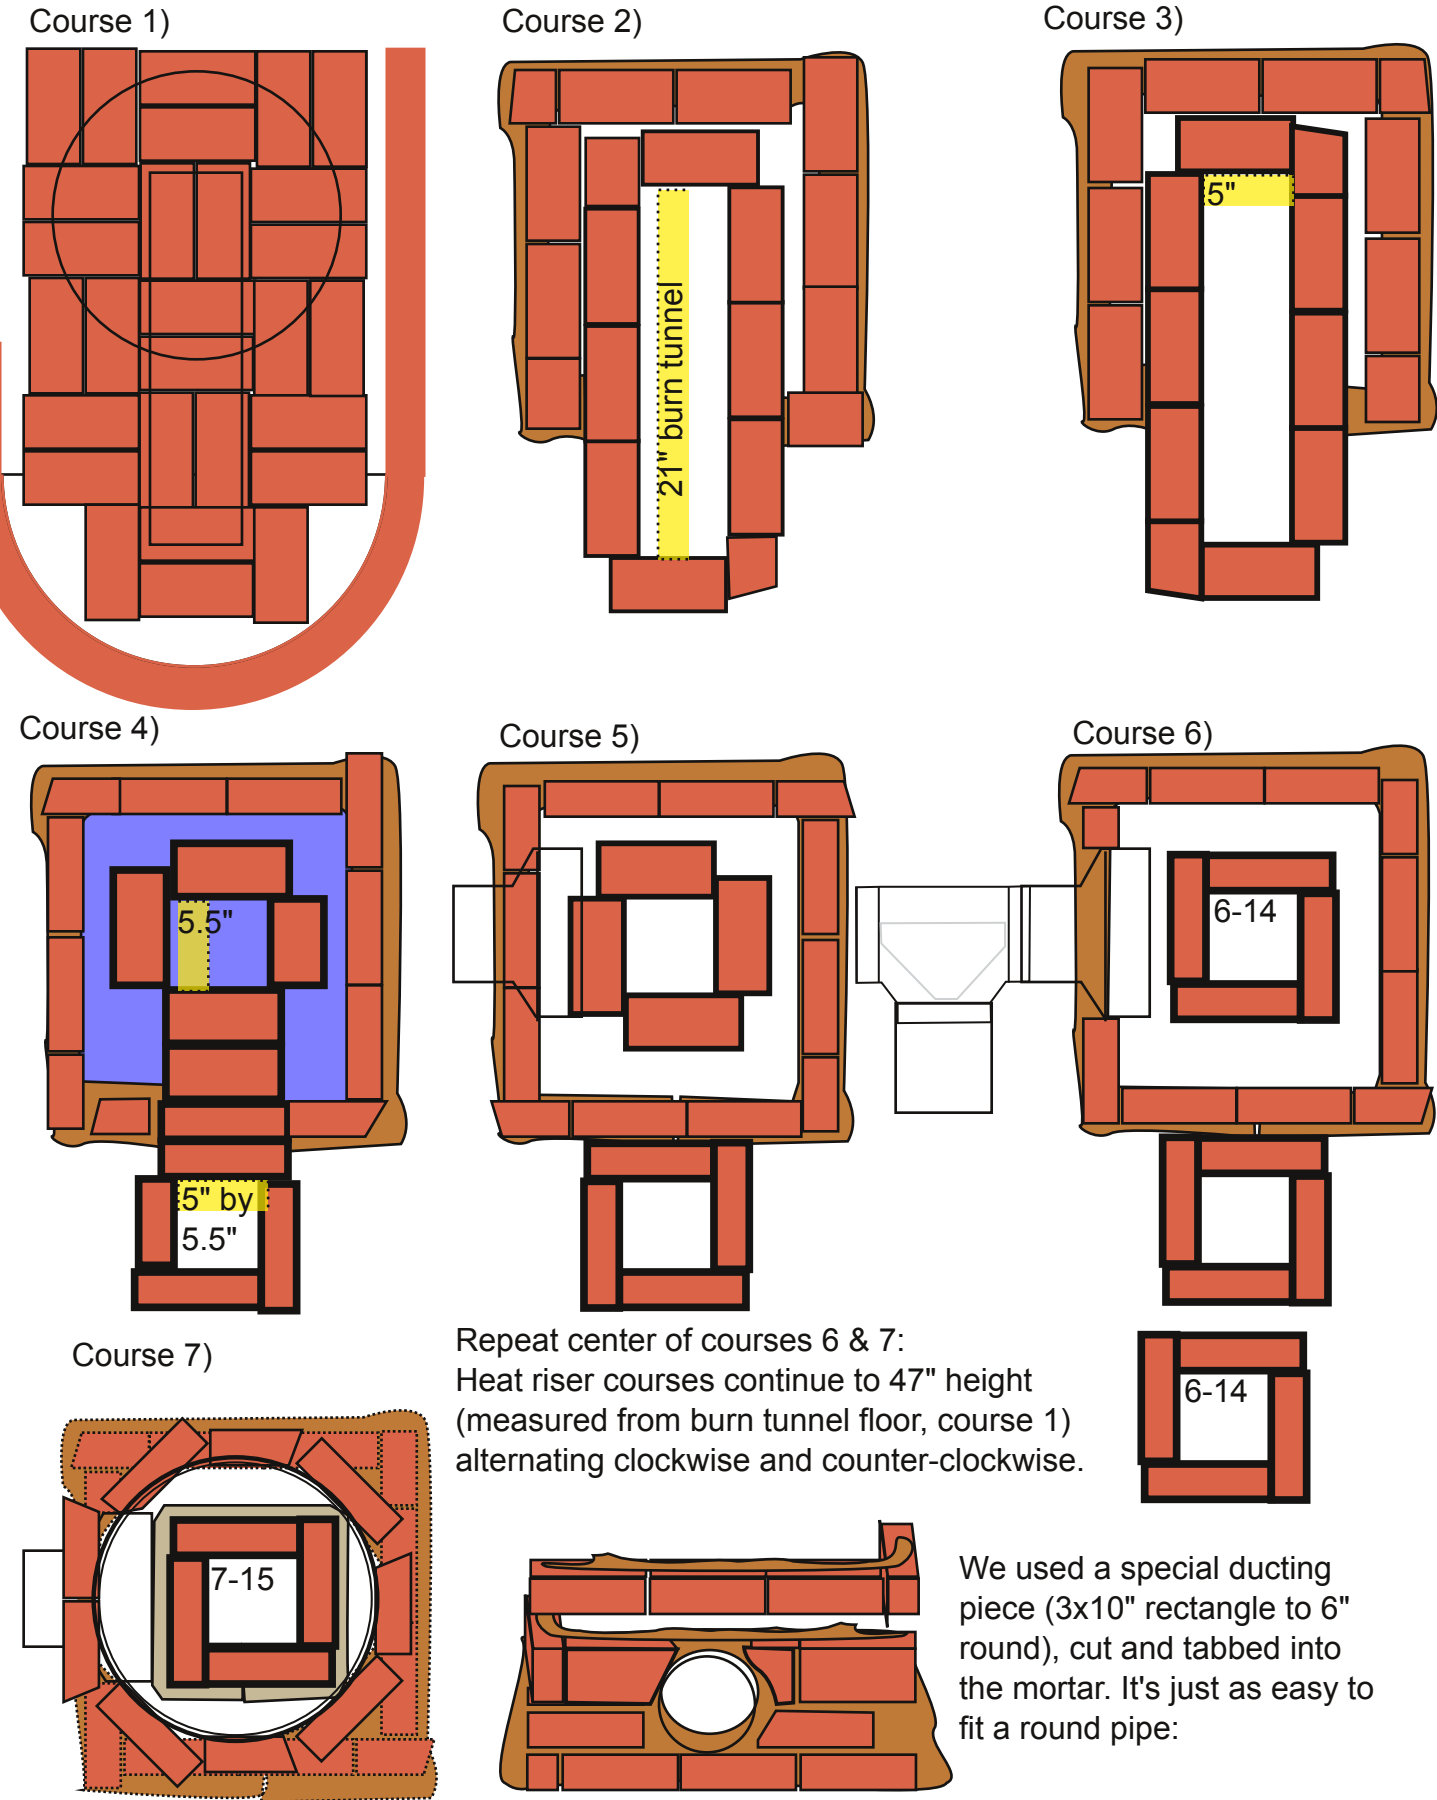 Course 1)
Course 2)
Course 3)
21" burn tunnel
5"
Course 4)
Course 5)
Course 6)
5.5"
6-14
5" by
5.5"
Course 7)
Repeat center of courses 6 & 7:
Heat riser courses continue to 47" height
(measured from burn tunnel floor, course 1)
alternating clockwise and counter-clockwise.
6-14
7-15
We used a special ducting
piece (3x10" rectangle to 6"
round), cut and tabbed into
the mortar. It's just as easy to
fit a round pipe: